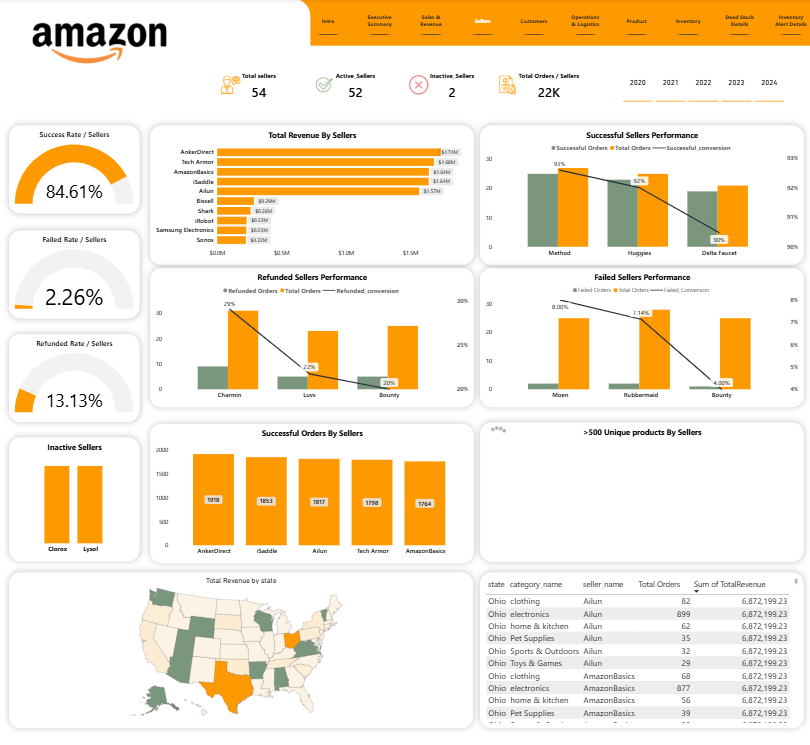 amazon
Intro
Executive Summary
Sales & Revenue
Sellers
Customers
Operations & Logistics
Product
Inventory
Dead Stock Details
Inventory Alert Details
Total sellers
54
Active_Sellers
52
Inactive_Sellers
2
Total Orders / Sellers
22K
2020 2021 2022 2023 2024
Success Rate / Sellers
84.61%
Failed Rate / Sellers
2.26%
Refunded Rate / Sellers
13.13%
Inactive Sellers
Clorox Lysol
Total Revenue By Sellers
AnkerDirect $1.74M
Tech Armor $1.68M
AmazonBasics $1.64M
iSaddle $1.64M
Ailun $1.57M
Bissell $0.29M
Shark $0.26M
iRobot $0.23M
Samsung Electronics $0.23M
Sonos $0.22M
$0.0M $0.5M $1.0M $1.5M
Successful Sellers Performance
Successful Orders Total Orders Successful_conversion
30
20
10
0
93%
92%
90%
93%
92%
91%
91%
90%
Method Huggies Delta Faucet
Refunded Sellers Performance
Refunded Orders Total Orders Refunded_conversion
30
20
10
0
29%
22%
20%
30%
25%
20%
Charmin Luvs Bounty
Failed Sellers Performance
Failed Orders Total Orders Failed_Conversion
30
20
10
0
8.00%
7.14%
4.00%
8%
7%
6%
5%
4%
Moen Rubbermaid Bounty
Successful Orders By Sellers
2000
1500
1000
500
0
1918 1853 1817 1798 1764
AnkerDirect iSaddle Ailun Tech Armor AmazonBasics
>500 Unique products By Sellers
Total Revenue by state
state category_name seller_name Total Orders Sum of TotalRevenue
Ohio clothing Ailun 82 6,872,199.23
Ohio electronics Ailun 899 6,872,199.23
Ohio home & kitchen Ailun 62 6,872,199.23
Ohio Pet Supplies Ailun 35 6,872,199.23
Ohio Sports & Outdoors Ailun 32 6,872,199.23
Ohio Toys & Games Ailun 29 6,872,199.23
Ohio clothing AmazonBasics 68 6,872,199.23
Ohio electronics AmazonBasics 877 6,872,199.23
Ohio home & kitchen AmazonBasics 56 6,872,199.23
Ohio Pet Supplies AmazonBasics 39 6,872,199.23